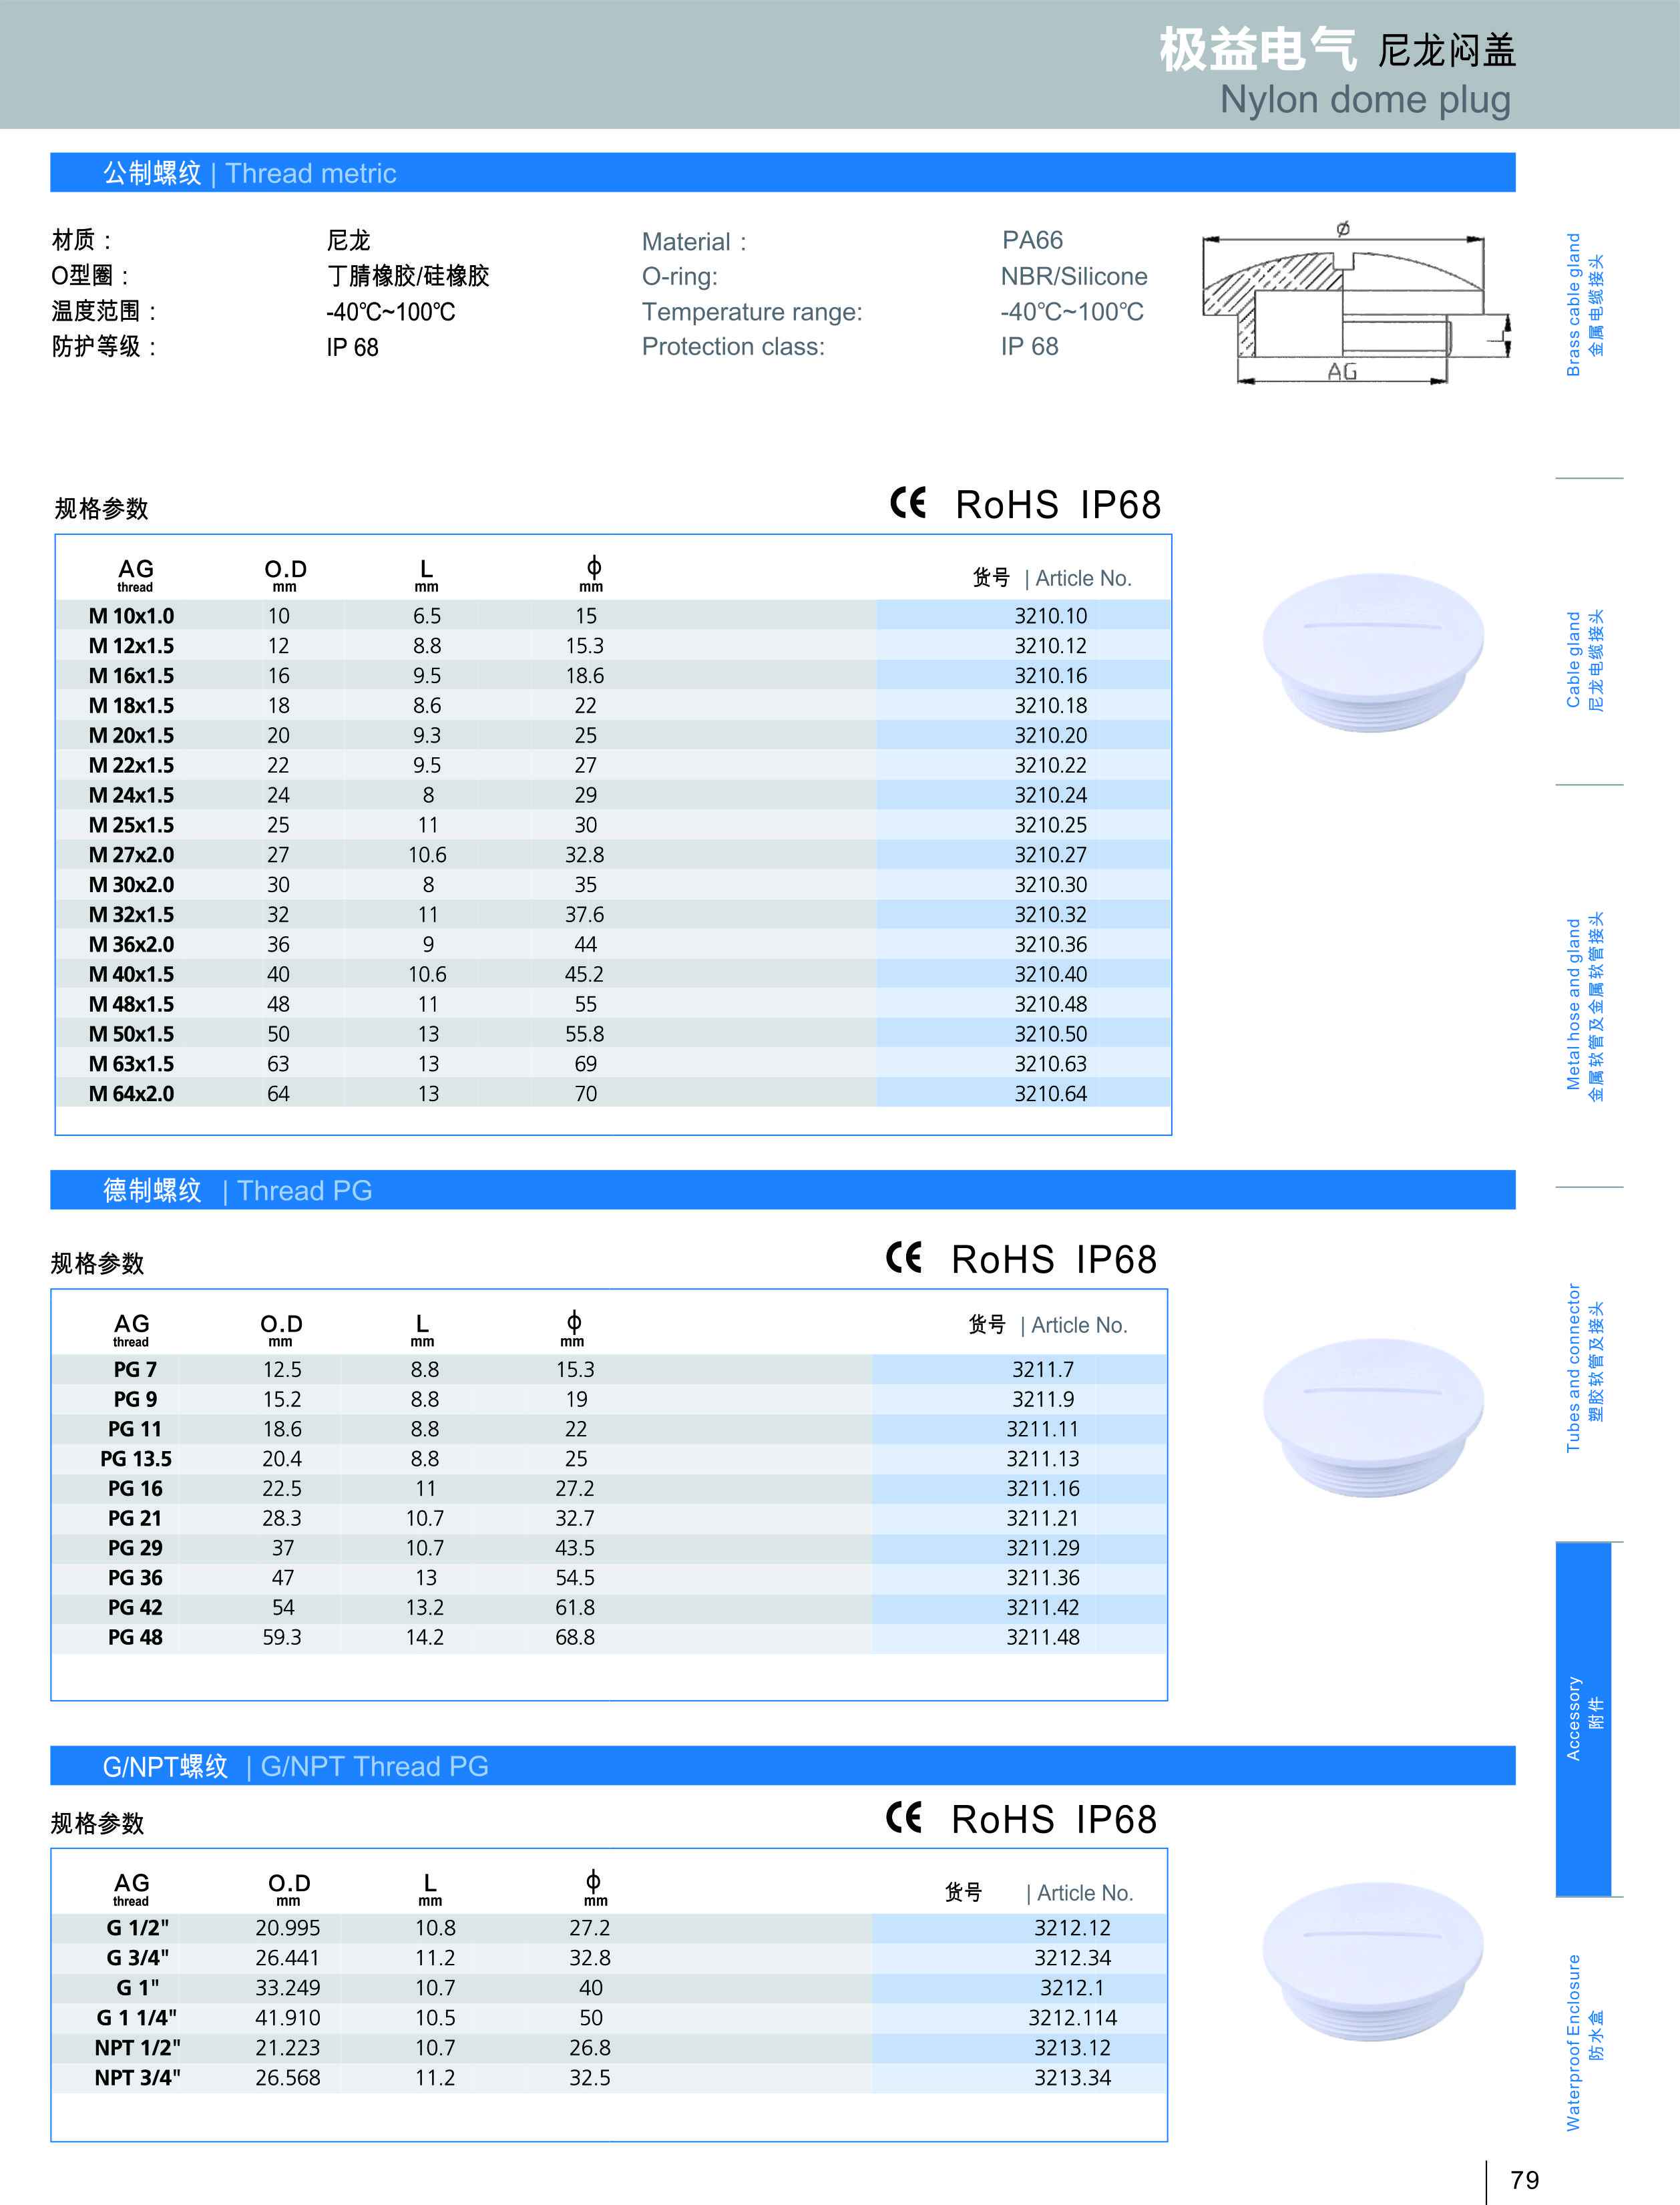 极益电气 尼龙闷盖
Nylon dome plug
公制螺纹 | Thread metric
材质： 尼龙 Material： PA66
O型圈： 丁腈橡胶/硅橡胶 O-ring: NBR/Silicone
温度范围： -40℃~100℃ Temperature range: -40℃~100℃
防护等级： IP 68 Protection class: IP 68
ø
L
AG
规格参数 CE RoHS IP68
AG O.D L ϕ 货号 | Article No.
thread mm mm mm
M 10x1.0 10 6.5 15 3210.10
M 12x1.5 12 8.8 15.3 3210.12
M 16x1.5 16 9.5 18.6 3210.16
M 18x1.5 18 8.6 22 3210.18
M 20x1.5 20 9.3 25 3210.20
M 22x1.5 22 9.5 27 3210.22
M 24x1.5 24 8 29 3210.24
M 25x1.5 25 11 30 3210.25
M 27x2.0 27 10.6 32.8 3210.27
M 30x2.0 30 8 35 3210.30
M 32x1.5 32 11 37.6 3210.32
M 36x2.0 36 9 44 3210.36
M 40x1.5 40 10.6 45.2 3210.40
M 48x1.5 48 11 55 3210.48
M 50x1.5 50 13 55.8 3210.50
M 63x1.5 63 13 69 3210.63
M 64x2.0 64 13 70 3210.64
德制螺纹 | Thread PG
规格参数 CE RoHS IP68
AG O.D L ϕ 货号 | Article No.
thread mm mm mm
PG 7 12.5 8.8 15.3 3211.7
PG 9 15.2 8.8 19 3211.9
PG 11 18.6 8.8 22 3211.11
PG 13.5 20.4 8.8 25 3211.13
PG 16 22.5 11 27.2 3211.16
PG 21 28.3 10.7 32.7 3211.21
PG 29 37 10.7 43.5 3211.29
PG 36 47 13 54.5 3211.36
PG 42 54 13.2 61.8 3211.42
PG 48 59.3 14.2 68.8 3211.48
G/NPT螺纹 | G/NPT Thread PG
规格参数 CE RoHS IP68
AG O.D L ϕ 货号 | Article No.
thread mm mm mm
G 1/2" 20.995 10.8 27.2 3212.12
G 3/4" 26.441 11.2 32.8 3212.34
G 1" 33.249 10.7 40 3212.1
G 1 1/4" 41.910 10.5 50 3212.114
NPT 1/2" 21.223 10.7 26.8 3213.12
NPT 3/4" 26.568 11.2 32.5 3213.34
Brass cable gland
金属电缆接头
Cable gland
尼龙电缆接头
Metal hose and gland
金属软管及金属软管接头
Tubes and connector
塑胶软管及接头
Accessory
附件
Waterproof Enclosure
防水盒
79